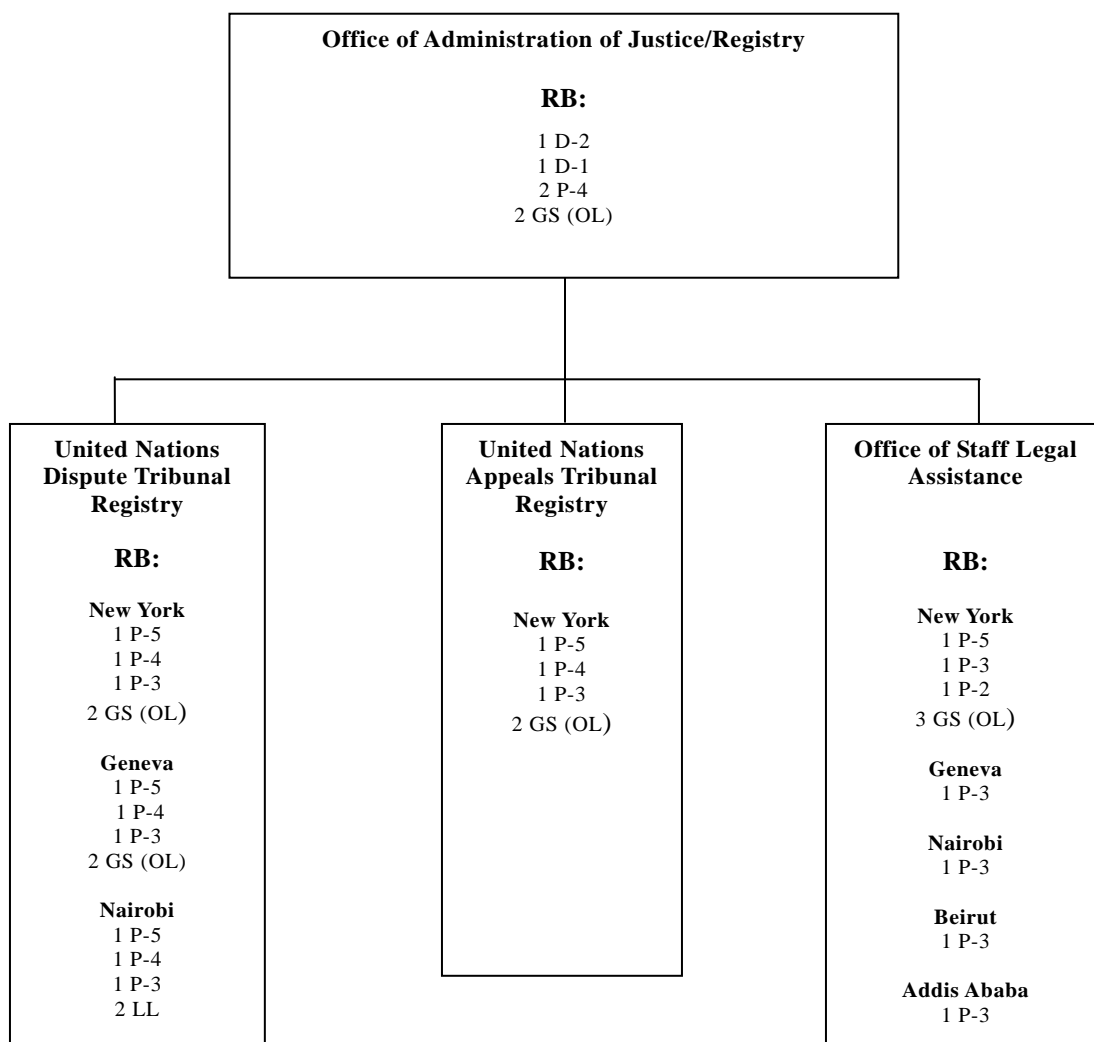 Office of Administration of Justice/Registry
RB:
1 D-2
1 D-1
2 P-4
2 GS (OL)
United Nations
Dispute Tribunal
Registry
RB:
New York
1 P-5
1 P-4
1 P-3
2 GS (OL)
Geneva
1 P-5
1 P-4
1 P-3
2 GS (OL)
Nairobi
1 P-5
1 P-4
1 P-3
2 LL
United Nations
Appeals Tribunal
Registry
RB:
New York
1 P-5
1 P-4
1 P-3
2 GS (OL)
Office of Staff Legal
Assistance
RB:
New York
1 P-5
1 P-3
1 P-2
3 GS (OL)
Geneva
1 P-3
Nairobi
1 P-3
Beirut
1 P-3
Addis Ababa
1 P-3